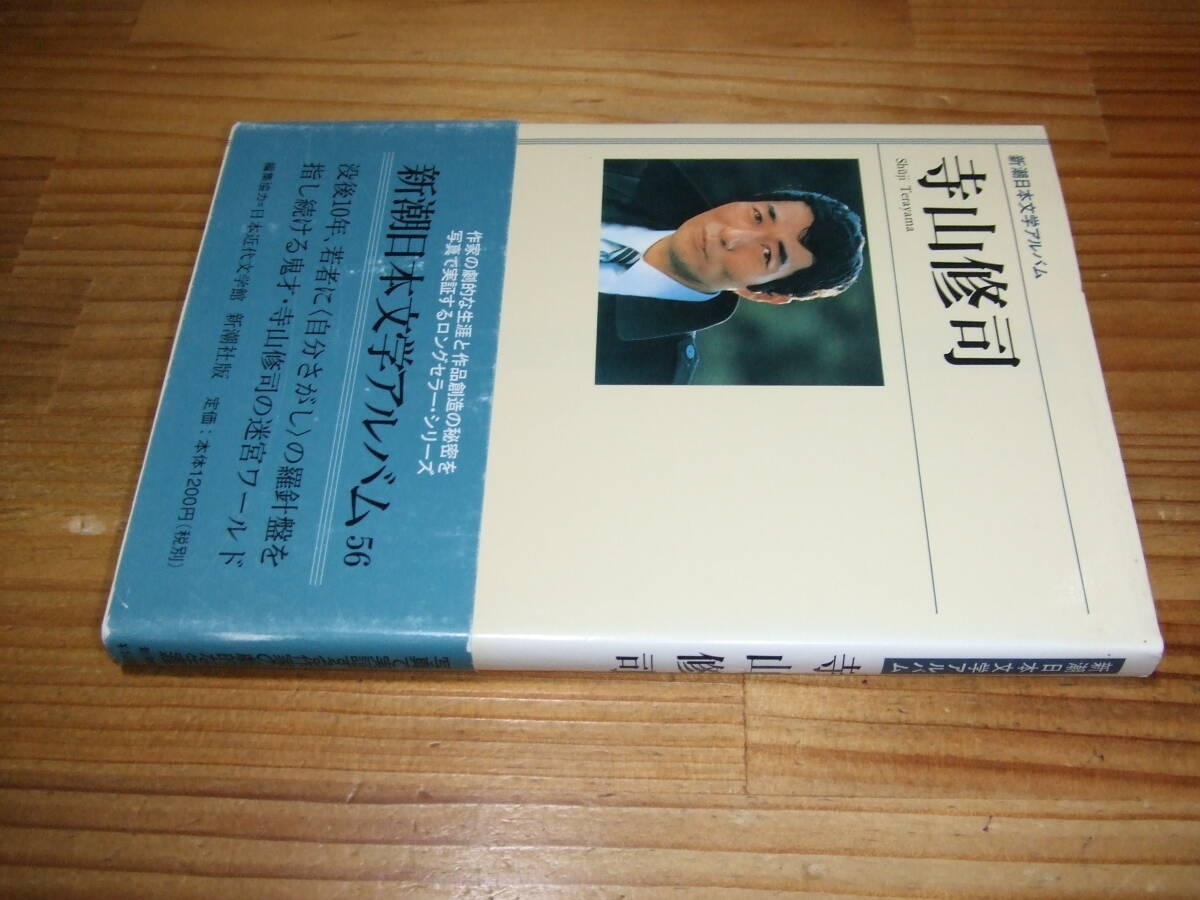 新潮日本文学アルバム
寺山修司
Shūji Terayama
作家の劇的な生涯と作品創造の秘密を
写真で実証するロングセラー・シリーズ
新潮日本文学アルバム 56
没後10年、若者に〈自分さがし〉の羅針盤を
指し続ける鬼才・寺山修司の迷宮ワールド
編集協力=日本近代文学館 新潮社版 定価：本体1200円（税別）
新潮日本文学アルバム
寺山修司